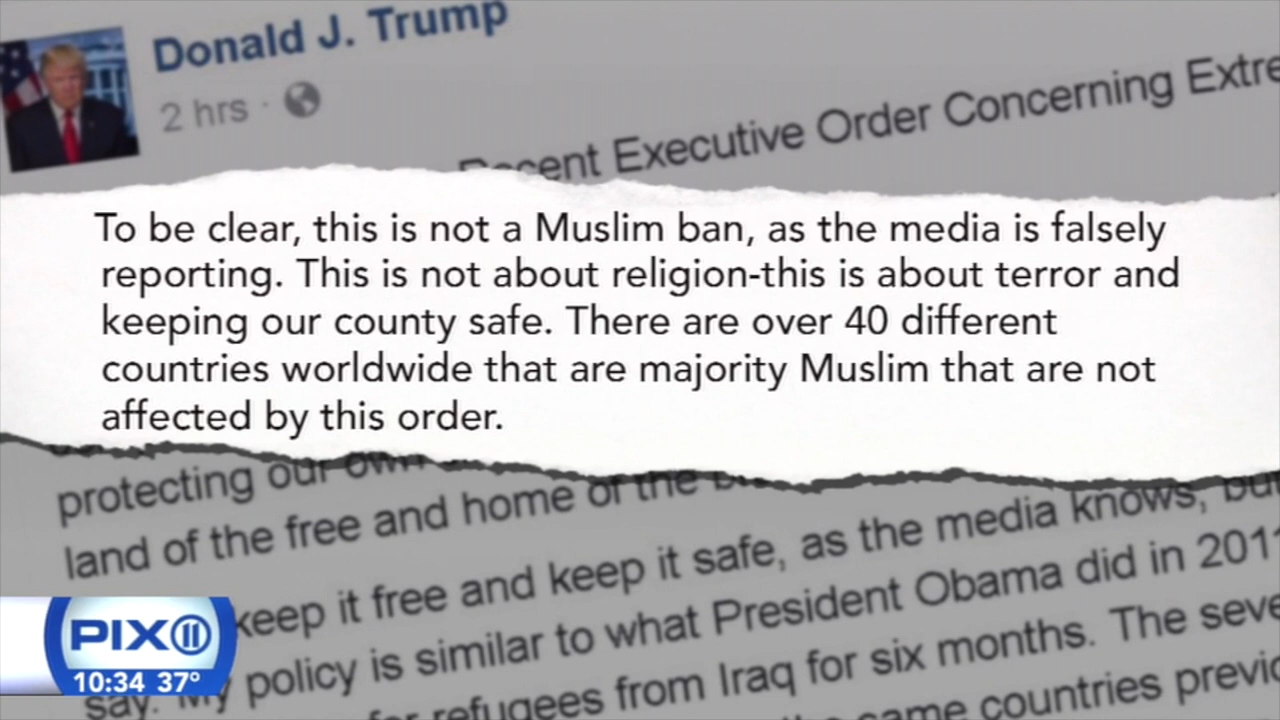 Donald J. Trump
2 hrs ·
Recent Executive Order Concerning Extre
To be clear, this is not a Muslim ban, as the media is falsely
reporting. This is not about religion-this is about terror and
keeping our county safe. There are over 40 different
countries worldwide that are majority Muslim that are not
affected by this order.
protecting our own
land of the free and home of the
keep it free and keep it safe, as the media knows, but
say. My policy is similar to what President Obama did in 2011
refugees from Iraq for six months. The seve
same countries previo
PIX11
10:34 37°